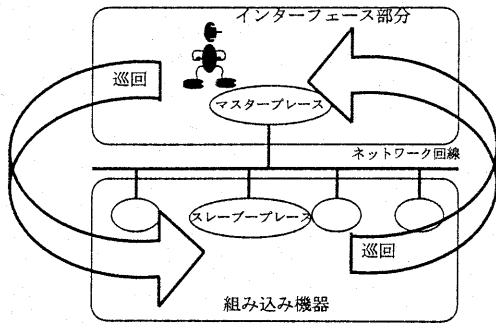 インターフェース部分
巡回
マスタープレース
ネットワーク回線
スレーブープレース
巡回
組み込み機器